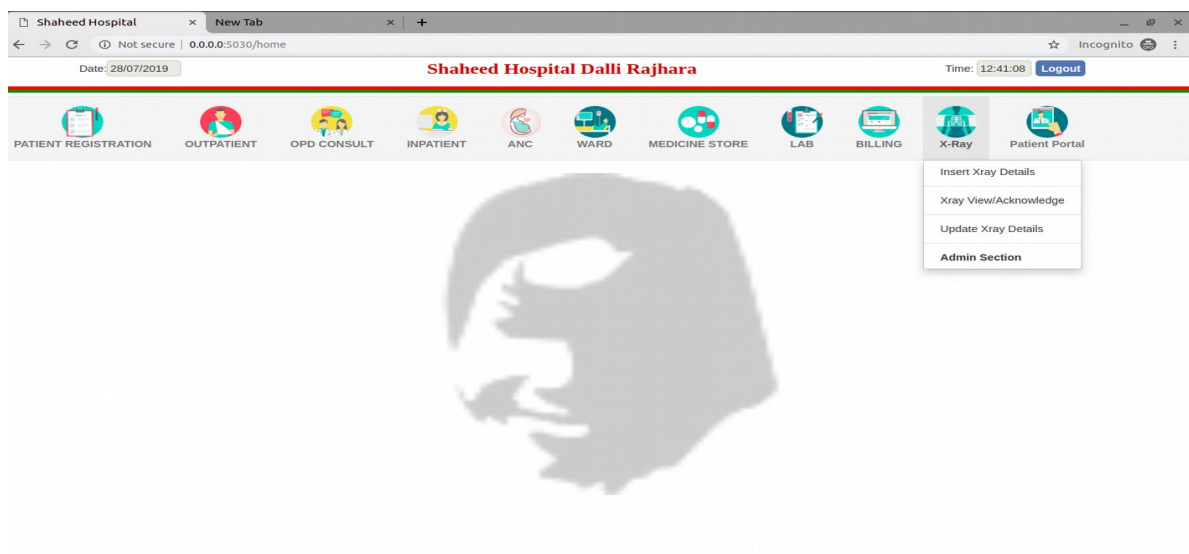 Shaheed Hospital × New Tab × +
Not secure | 0.0.0.0:5030/home Incognito
Date: 28/07/2019 Shaheed Hospital Dalli Rajhara Time: 12:41:08 Logout
PATIENT REGISTRATION OUTPATIENT OPD CONSULT INPATIENT ANC WARD MEDICINE STORE LAB BILLING X-Ray Patient Portal
Insert Xray Details
Xray View/Acknowledge
Update Xray Details
Admin Section